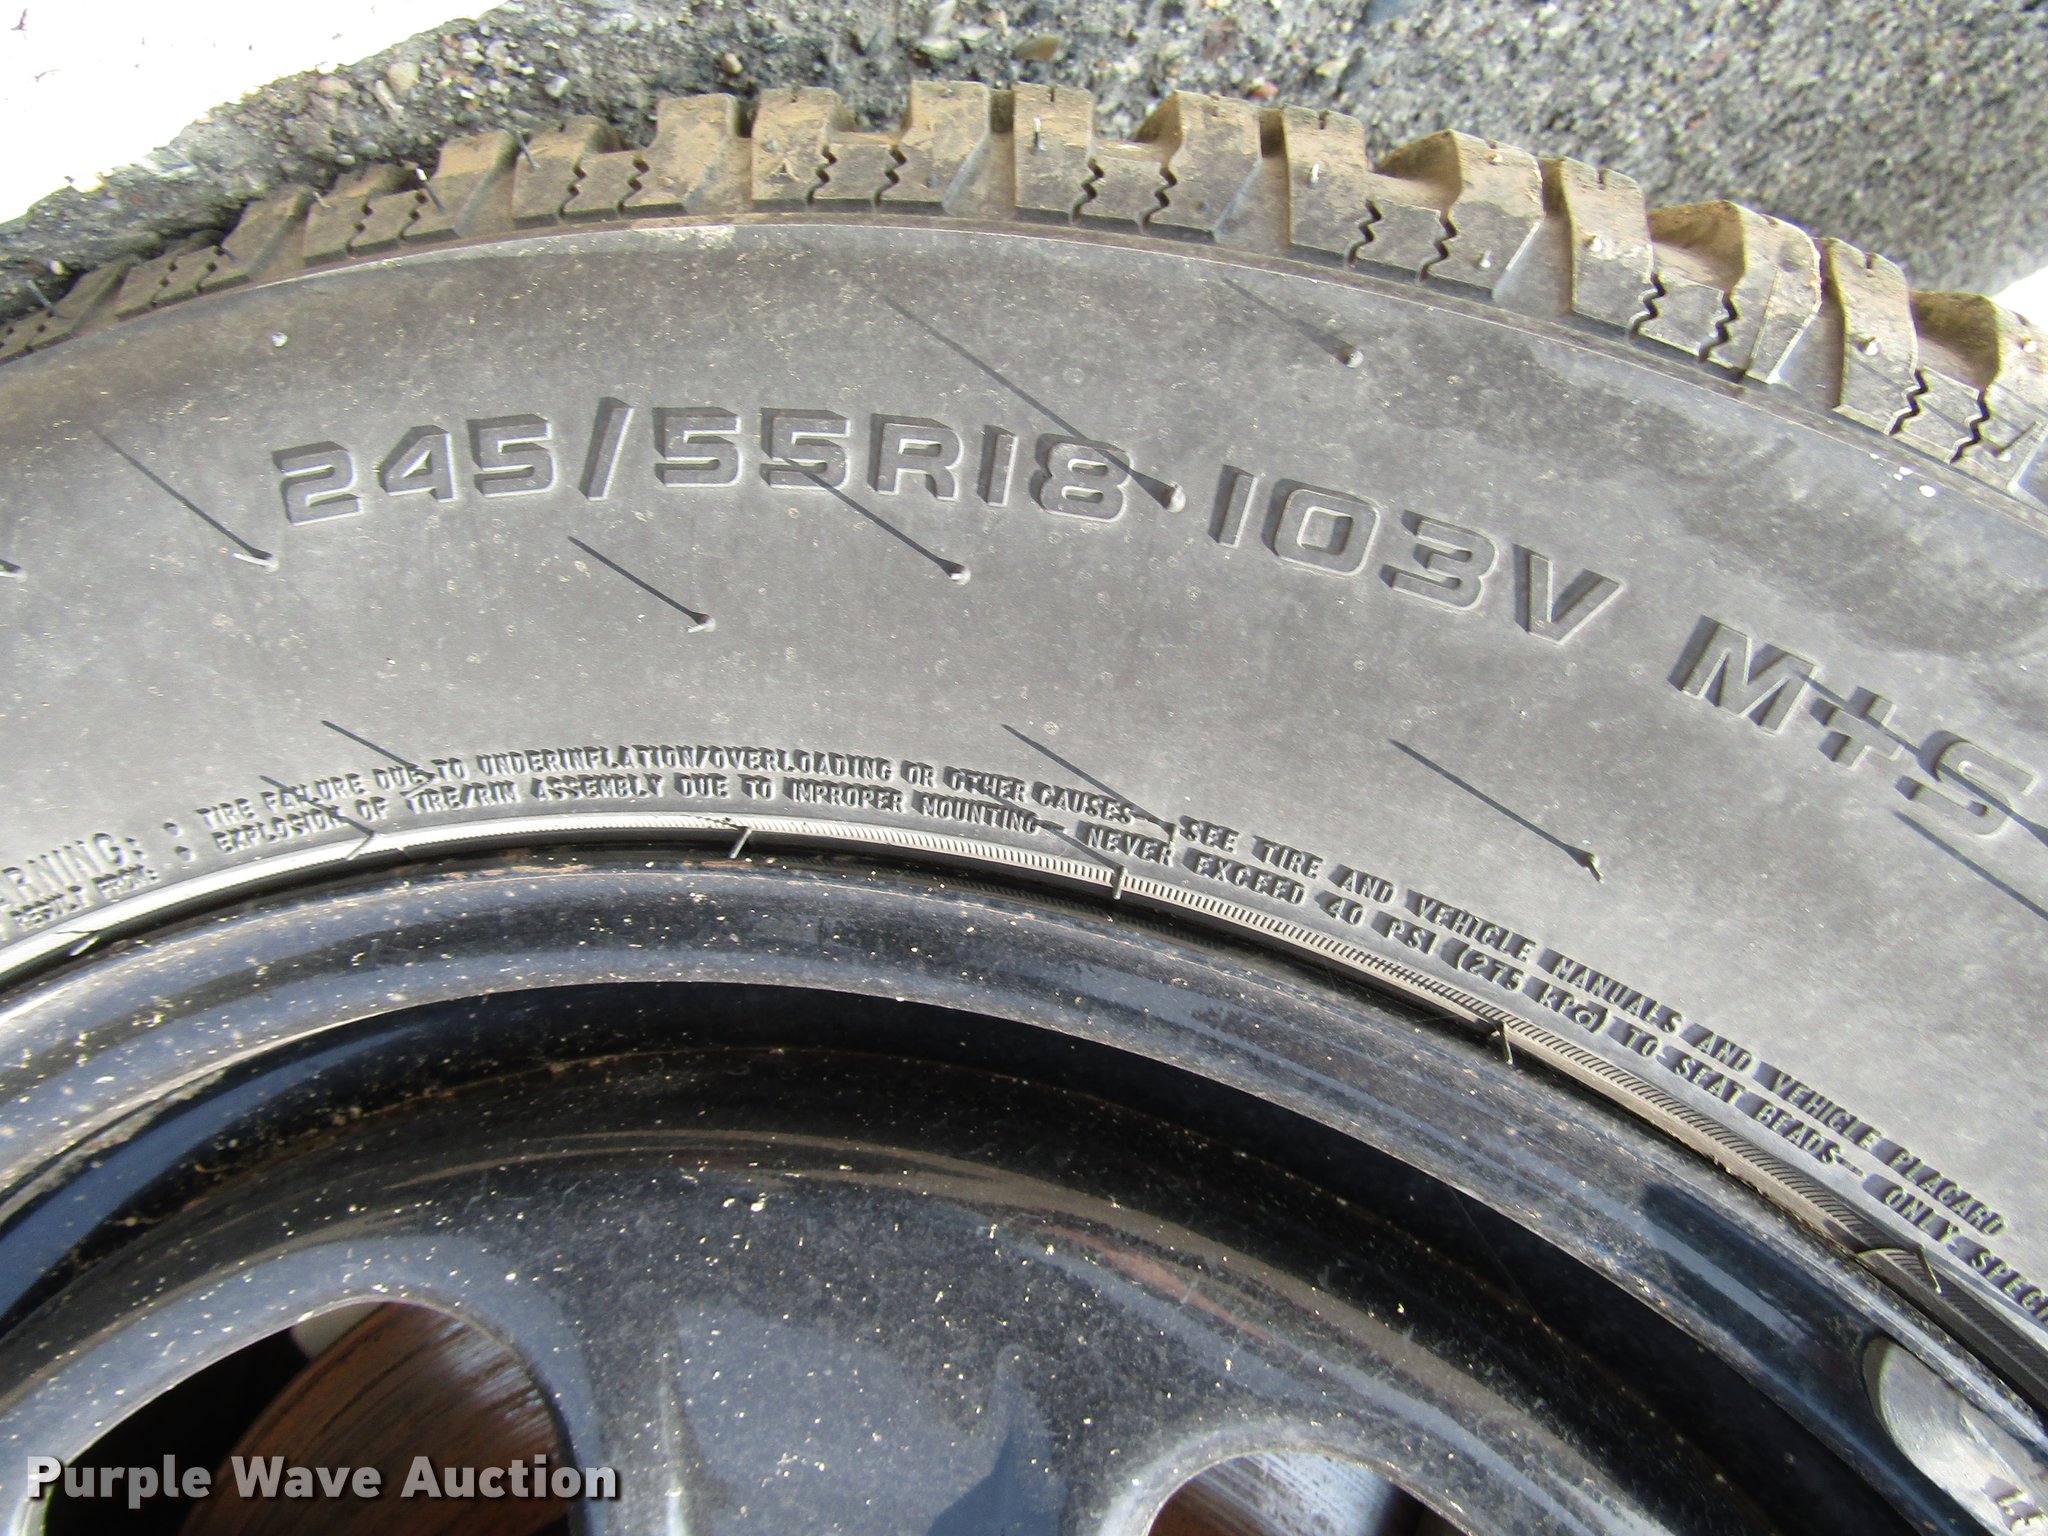 245/55R18 103V M+S
TIRE FAILURE DUE TO UNDERINFLATION/OVERLOADING OR OTHER CAUSES- SEE TIRE AND VEHICLE MANUALS AND VEHICLE PLACARD
EXPLOSION OF TIRE/RIM ASSEMBLY DUE TO IMPROPER MOUNTING- NEVER EXCEED 40 PSI (275 kPa) TO SEAT BEADS- ONLY
Purple Wave Auction